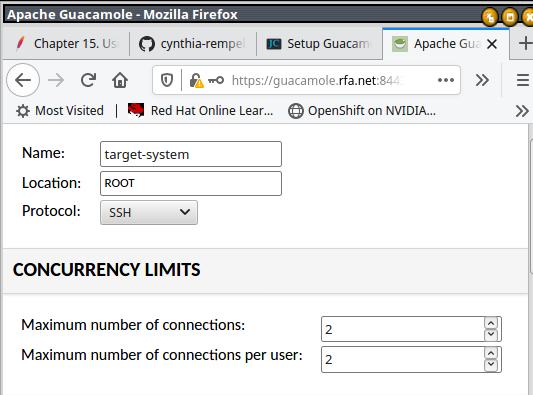 Apache Guacamole - Mozilla Firefox
Chapter 15. Us
cynthia-rempel
Setup Guacam
Apache Gua
https://guacamole.rfa.net:844
Most Visited
Red Hat Online Lear...
OpenShift on NVIDIA...
Name: target-system
Location: ROOT
Protocol: SSH
CONCURRENCY LIMITS
Maximum number of connections: 2
Maximum number of connections per user: 2